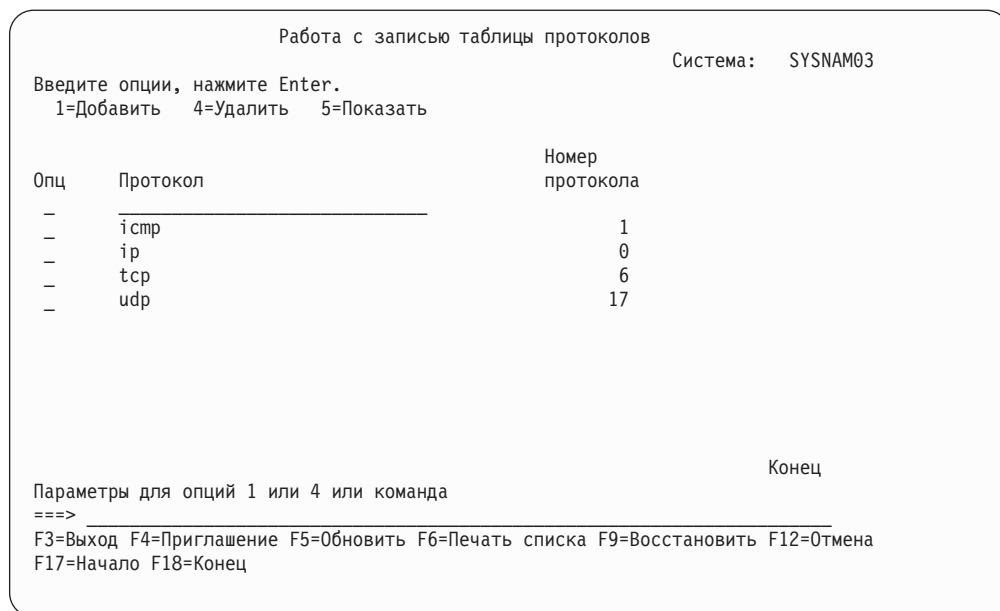 Работа с записью таблицы протоколов
Система: SYSNAM03
Введите опции, нажмите Enter.
1=Добавить 4=Удалить 5=Показать
Номер
Опц Протокол протокола
_ _____________________________
_ icmp 1
_ ip 0
_ tcp 6
_ udp 17
Конец
Параметры для опций 1 или 4 или команда
===> ______________________________________________________________________
F3=Выход F4=Приглашение F5=Обновить F6=Печать списка F9=Восстановить F12=Отмена
F17=Начало F18=Конец